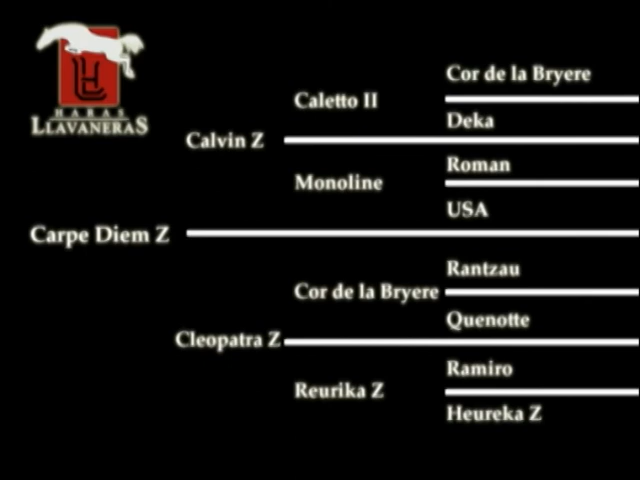 HARAS
LLAVANERAS
Cor de la Bryere
Caletto II
Deka
Calvin Z
Roman
Monoline
USA
Carpe Diem Z
Rantzau
Cor de la Bryere
Quenotte
Cleopatra Z
Ramiro
Reurika Z
Heureka Z